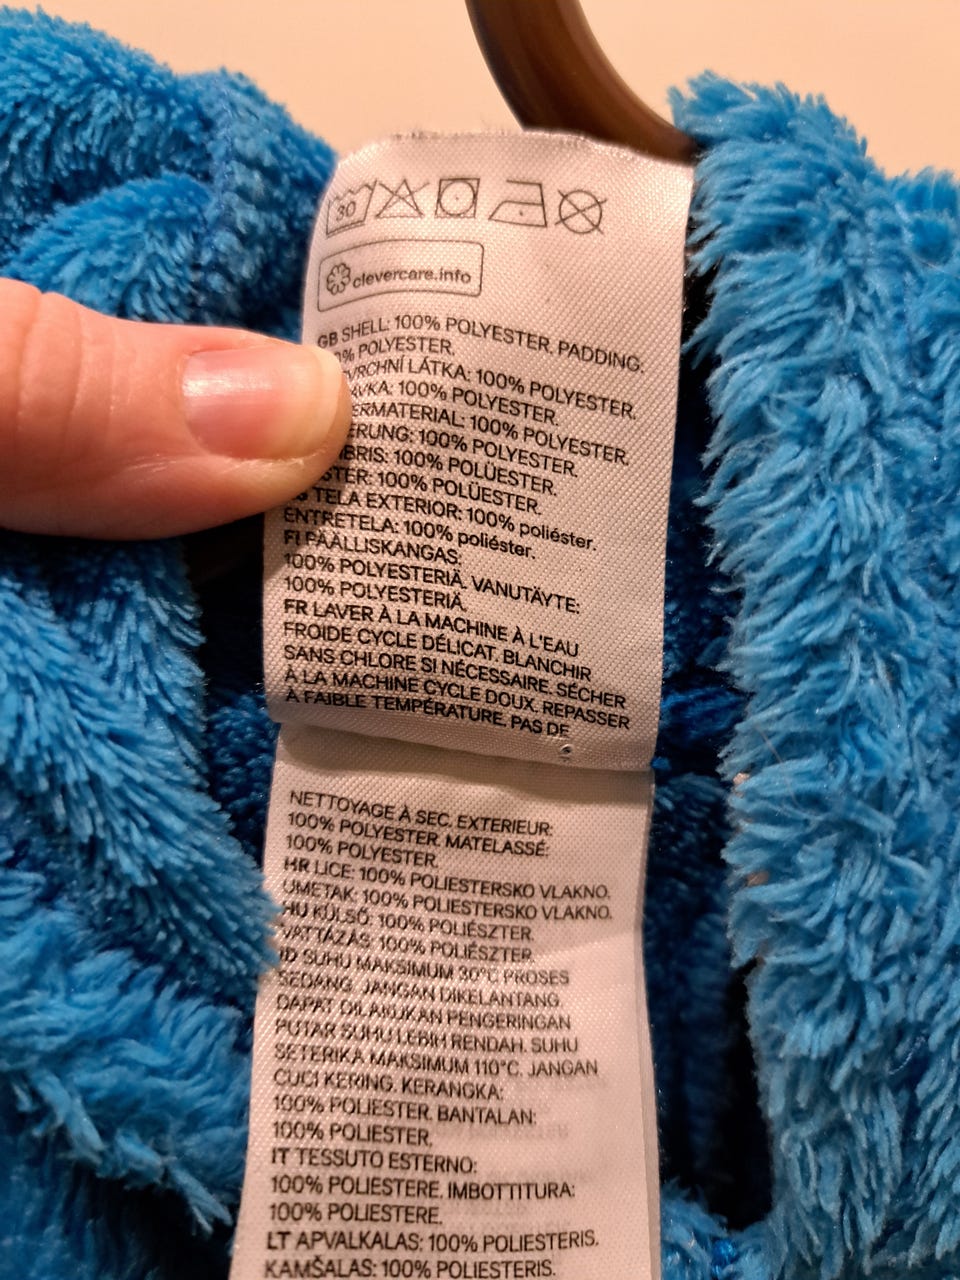 30
clevercare.info
GB SHELL: 100% POLYESTER. PADDING:
POLYESTER.
LÁTKA: 100% POLYESTER.
100% POLYESTER.
100% POLYESTER.
100% POLYESTER.
100% POLÜESTER.
100% POLÜESTER.
TELA EXTERIOR: 100% poliéster.
ENTRETELA: 100% poliéster.
FI PÄÄLLISKANGAS:
100% POLYESTERIÄ. VANUTÄYTE:
100% POLYESTERIÄ.
FR LAVER À LA MACHINE À L'EAU
FROIDE CYCLE DÉLICAT. BLANCHIR
SANS CHLORE SI NÉCESSAIRE. SÉCHER
À LA MACHINE CYCLE DOUX. REPASSER
À FAIBLE TEMPÉRATURE. PAS DE
NETTOYAGE À SEC. EXTERIEUR:
100% POLYESTER. MATELASSÉ:
100% POLYESTER.
HR LICE: 100% POLIESTERSKO VLAKNO.
UMETAK: 100% POLIESTERSKO VLAKNO.
HU KÜLSŐ: 100% POLIÉSZTER.
VATTÁZÁS: 100% POLIÉSZTER.
ID SUHU MAKSIMUM 30°C PROSES
SEDANG. JANGAN DIKELANTANG.
DAPAT DILAKUKAN PENGERINGAN
PUTAR SUHU LEBIH RENDAH. SUHU
SETERIKA MAKSIMUM 110°C. JANGAN
CUCI KERING. KERANGKA:
100% POLIESTER. BANTALAN:
100% POLIESTER.
IT TESSUTO ESTERNO:
100% POLIESTERE. IMBOTTITURA:
100% POLIESTERE.
LT APVALKALAS: 100% POLIESTERIS.
KAMŠALAS: 100% POLIESTERIS.